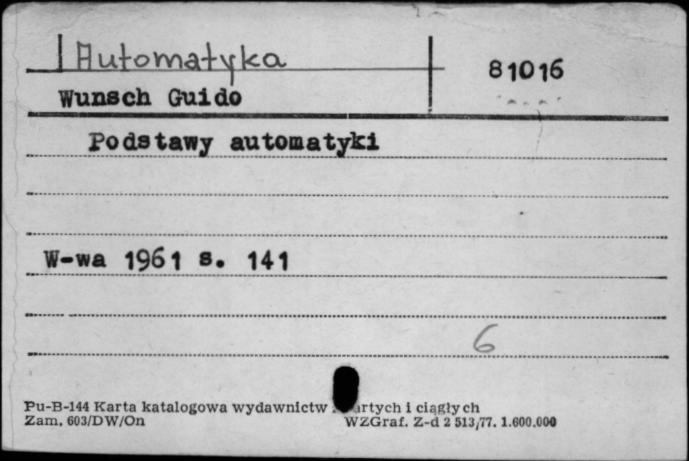 Automatyka
81016
Wunsch Guido
Podstawy automatyki
W-wa 1961 s. 141
6
Pu-B-144 Karta katalogowa wydawnictw artych i ciągłych
Zam. 603/DW/On WZGraf. Z-d 2 513/77. 1.600.000